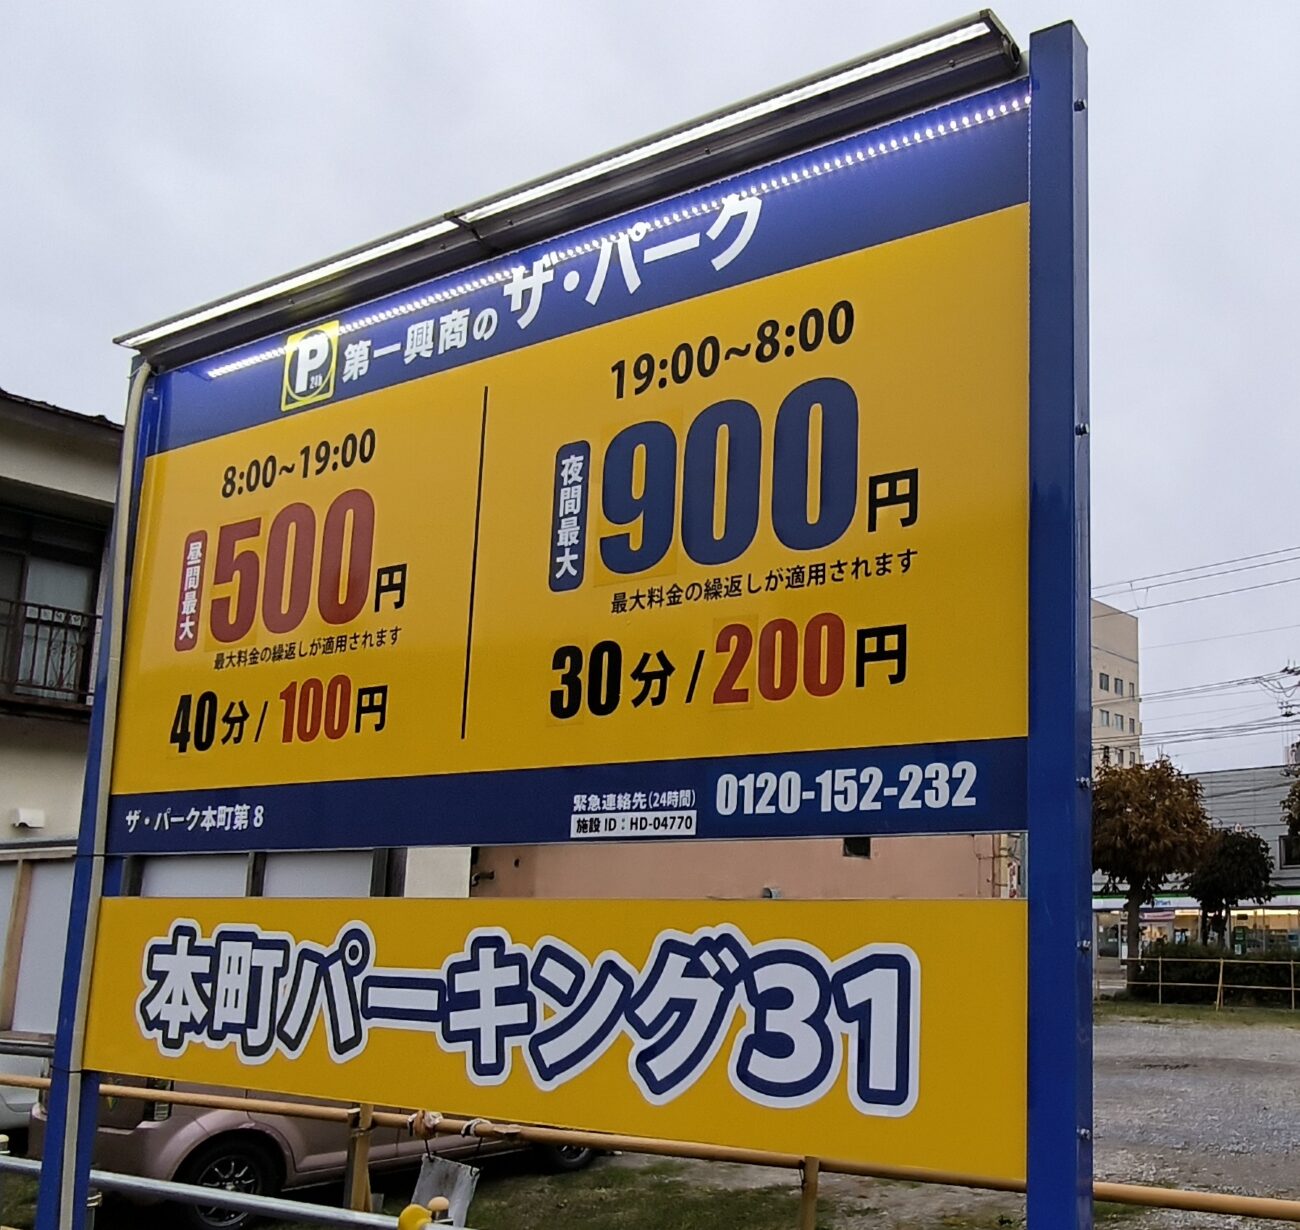 P 24h 第一興商の ザ・パーク
8:00~19:00
昼間最大 500円
最大料金の繰返しが適用されます
40分/100円
19:00~8:00
夜間最大 900円
最大料金の繰返しが適用されます
30分/200円
ザ・パーク本町第8
緊急連絡先(24時間) 0120-152-232
施設ID:HD-04770
本町パーキング31